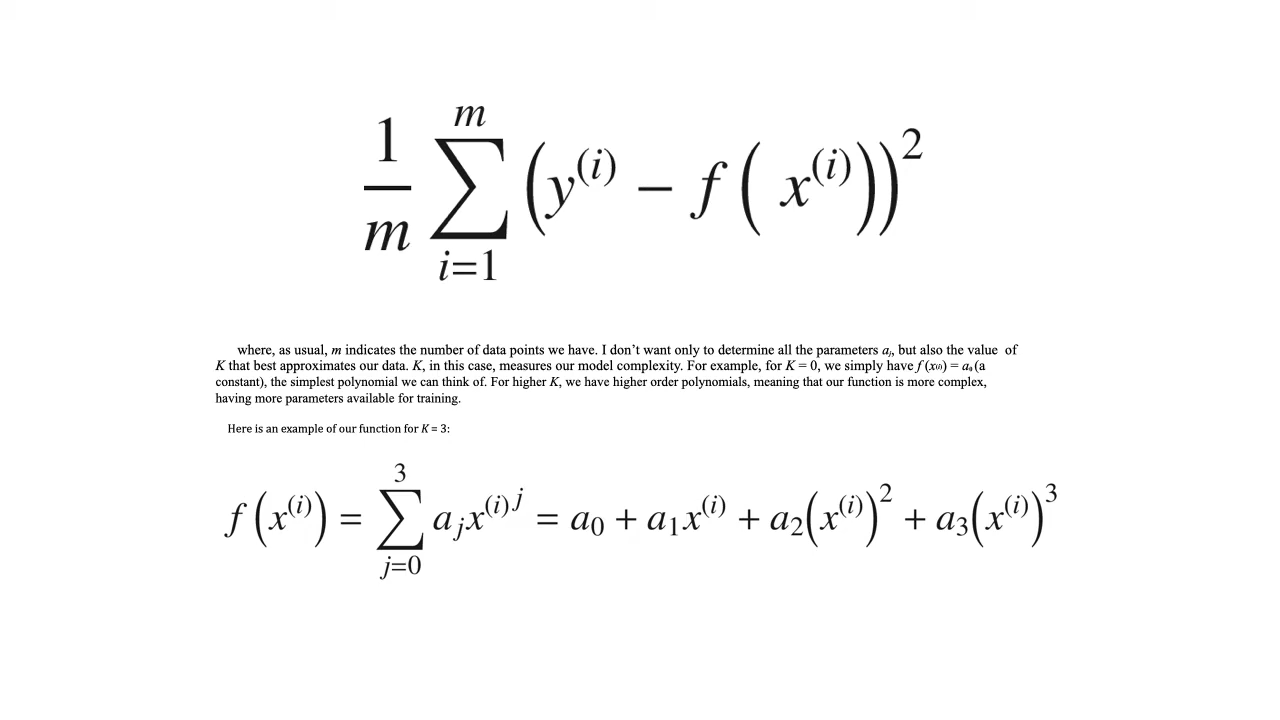 1/m ∑_{i=1}^{m} (y^{(i)} − f( x^{(i)}))^2
where, as usual, m indicates the number of data points we have. I don't want only to determine all the parameters a_j, but also the value of
K that best approximates our data. K, in this case, measures our model complexity. For example, for K = 0, we simply have f (x^{(i)}) = a_0 (a
constant), the simplest polynomial we can think of. For higher K, we have higher order polynomials, meaning that our function is more complex,
having more parameters available for training.
Here is an example of our function for K = 3:
f(x^{(i)}) = ∑_{j=0}^{3} a_j x^{(i)^j} = a_0 + a_1 x^{(i)} + a_2 (x^{(i)})^2 + a_3 (x^{(i)})^3